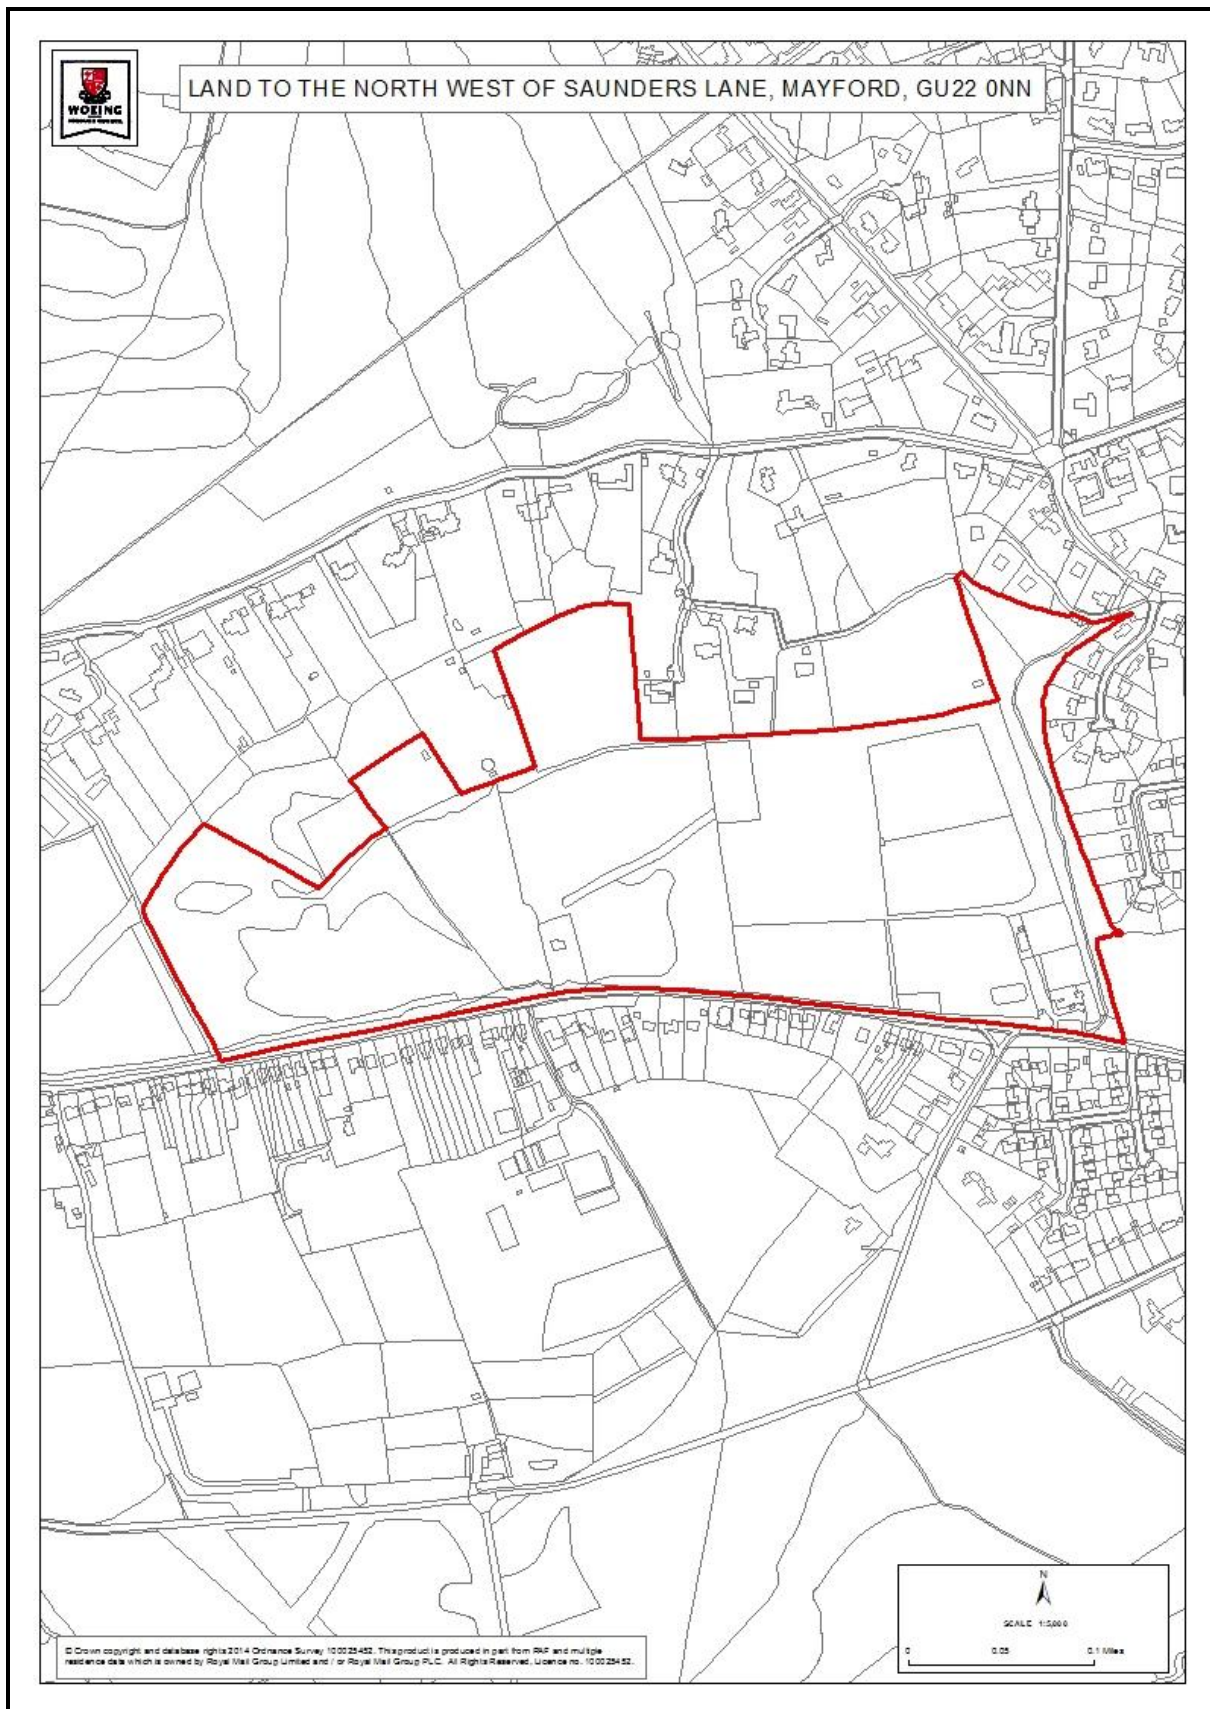 LAND TO THE NORTH WEST OF SAUNDERS LANE, MAYFORD, GU22 0NN
WOKING
BOROUGH COUNCIL
N
SCALE 1:5,000
0 0.05 0.1 Miles
© Crown copyright and database rights 2014 Ordnance Survey 100025452. This product is produced in part from PAF and multiple
residence data which is owned by Royal Mail Group Limited and / or Royal Mail Group PLC. All Rights Reserved. Licence no. 100025452.